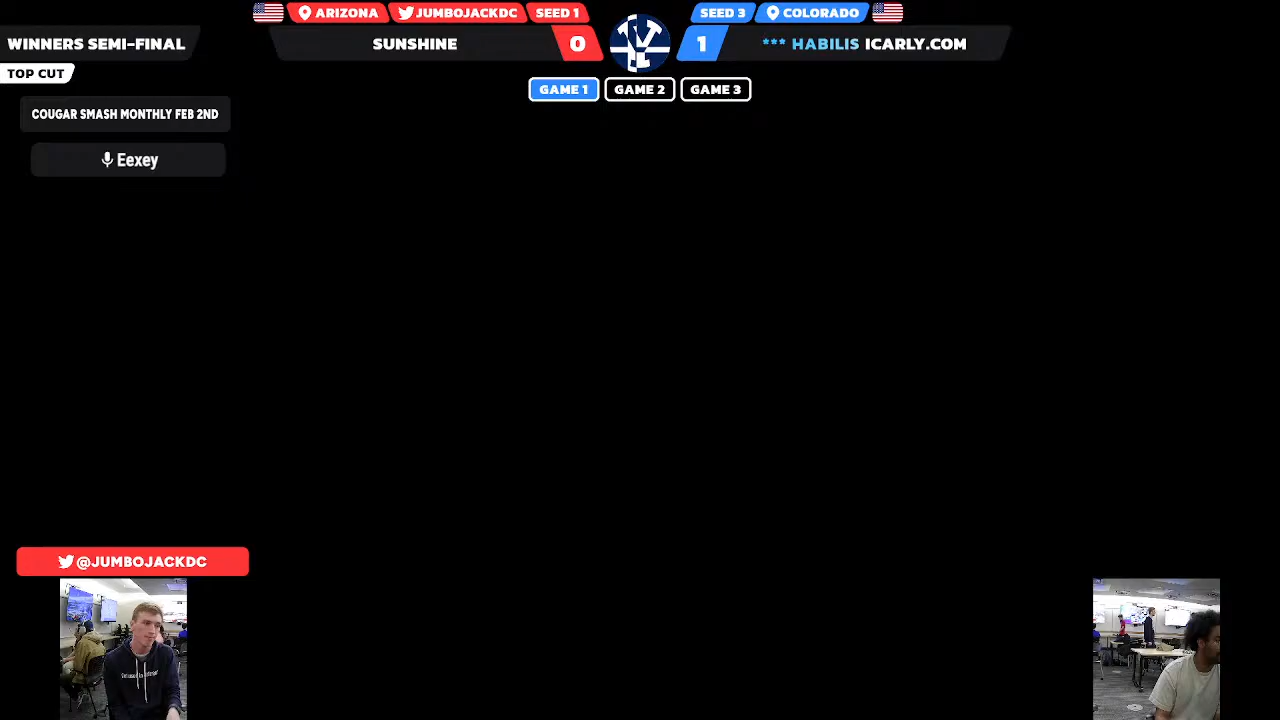 ARIZONA
JUMBOJACKDC
SEED 1
SEED 3
COLORADO
WINNERS SEMI-FINAL
SUNSHINE
0
1
*** HABILIS ICARLY.COM
TOP CUT
GAME 1
GAME 2
GAME 3
COUGAR SMASH MONTHLY FEB 2ND
Eexey
@JUMBOJACKDC